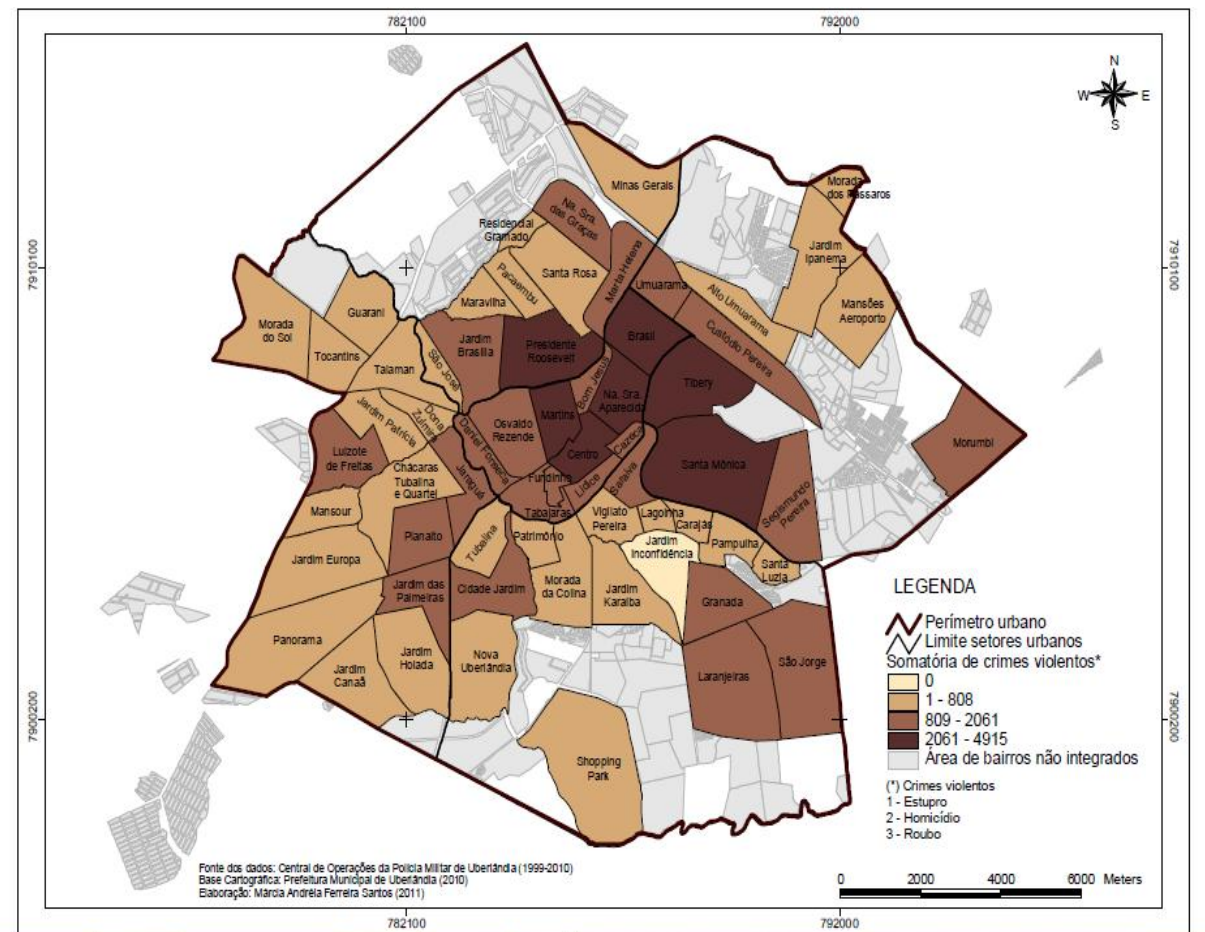 782100
792000
N
W
E
S
7910100
7910100
Minas Gerais
Morada
dos Pássaros
Na. Sra.
das Graças
Residencial
Gramado
Jardim
Ipanema
Santa Rosa
Marta Helena
Pacaembu
Umuarama
Alto Umuarama
Mansões
Aeroporto
Maravilha
Guarani
Morada
do Sol
Custódio Pereira
Brasil
Jardim
Brasília
Presidente
Roosevelt
Tocantins
Talaman
São José
Bom Jesus
Tibery
Na. Sra.
Aparecida
Jardim Patrícia
Dona
Zulmira
Martins
Osvaldo
Rezende
Daniel Fonseca
Cazeca
Morumbi
Luizote
de Freitas
Centro
Santa Mônica
Chácaras
Tubalina
e Quartel
Jaraguá
Fundinho
Lídice
Saraiva
Segismundo
Pereira
Mansour
Tabajaras
Vigilato
Pereira
Lagoinha
Carajás
Planalto
Tubalina
Patrimônio
Jardim
Inconfidência
Pampulha
Jardim Europa
Santa
Luzia
Jardim das
Palmeiras
Cidade Jardim
Morada
da Colina
Jardim
Karaíba
Granada
Panorama
Jardim
Holada
Nova
Uberlândia
Jardim
Canaã
Laranjeiras
São Jorge
Shopping
Park
7900200
7900200
LEGENDA
Perímetro urbano
Limite setores urbanos
Somatória de crimes violentos*
0
1 - 808
809 - 2061
2061 - 4915
Área de bairros não integrados
(*) Crimes violentos
1 - Estupro
2 - Homicídio
3 - Roubo
Fonte dos dados: Central de Operações da Polícia Militar de Uberlândia (1999-2010)
Base Cartográfica: Prefeitura Municipal de Uberlândia (2010)
Elaboração: Márcia Andréia Ferreira Santos (2011)
0 2000 4000 6000 Meters
782100
792000